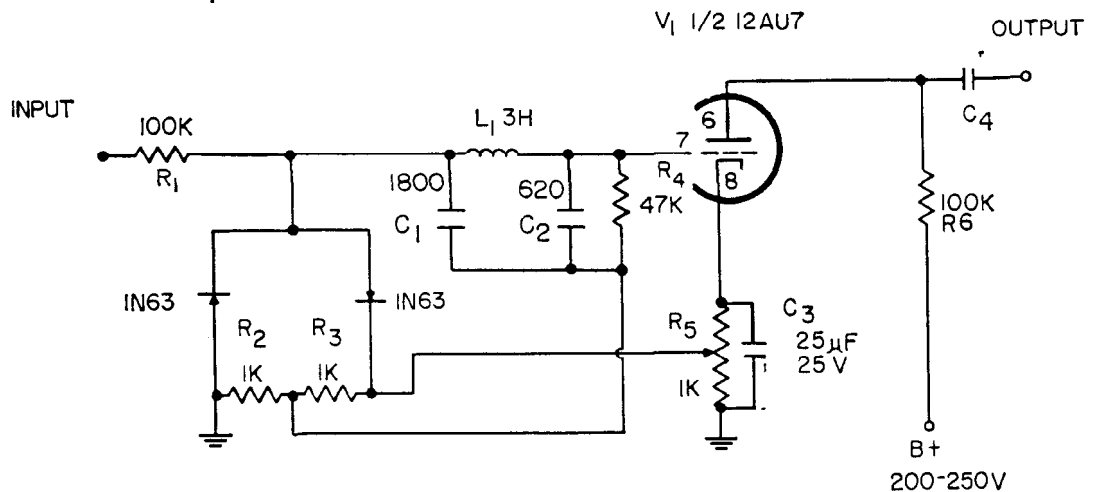 V1 1/2 12AU7
OUTPUT
INPUT
100K
R1
L1 3H
6
7
8
C4
1800
C1
620
C2
R4
47K
100K
R6
1N63
1N63
R2
R3
1K
1K
R5
1K
C3
25µF
25V
B+
200-250V